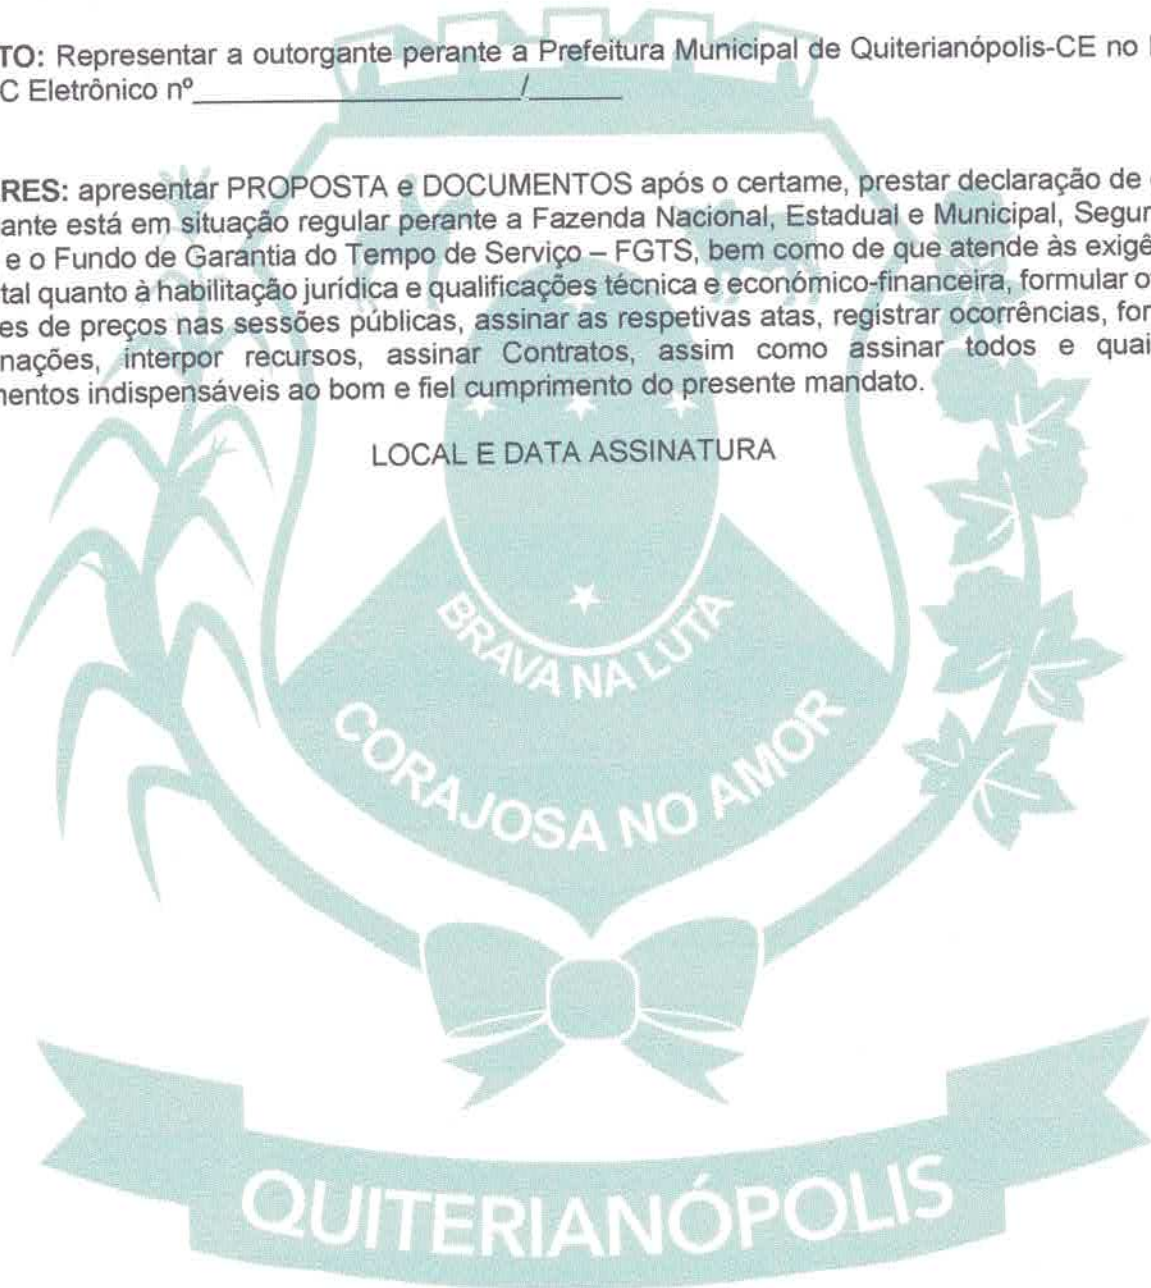 TO: Representar a outorgante perante a Prefeitura Municipal de Quiterianópolis-CE no
C Eletrônico nº____________________/______
RES: apresentar PROPOSTA e DOCUMENTOS após o certame, prestar declaração de
ante está em situação regular perante a Fazenda Nacional, Estadual e Municipal, Segur
e o Fundo de Garantia do Tempo de Serviço – FGTS, bem como de que atende às exigê
tal quanto à habilitação jurídica e qualificações técnica e econômico-financeira, formular o
es de preços nas sessões públicas, assinar as respetivas atas, registrar ocorrências, for
nações, interpor recursos, assinar Contratos, assim como assinar todos e quai
mentos indispensáveis ao bom e fiel cumprimento do presente mandato.
LOCAL E DATA ASSINATURA
BRAVA NA LUTA
CORAJOSA NO AMOR
QUITERIANÓPOLIS